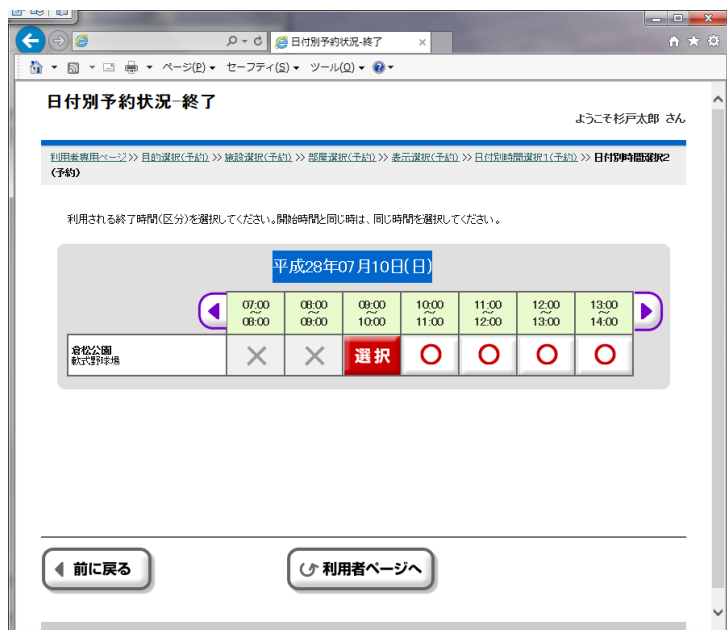 日付別予約状況-終了
ページ(P) セーフティ(S) ツール(O)
日付別予約状況-終了
ようこそ杉戸太郎 さん
利用者専用ページ >> 目的選択(予約) >> 施設選択(予約) >> 部屋選択(予約) >> 表示選択(予約) >> 日付別時間選択1(予約) >> 日付別時間選択2
(予約)
利用される終了時間(区分)を選択してください。開始時間と同じ時は、同じ時間を選択してください。
平成28年07月10日(日)
07:00～08:00 08:00～09:00 09:00～10:00 10:00～11:00 11:00～12:00 12:00～13:00 13:00～14:00
倉松公園
軟式野球場
× × 選択 ○ ○ ○ ○
前に戻る 利用者ページへ